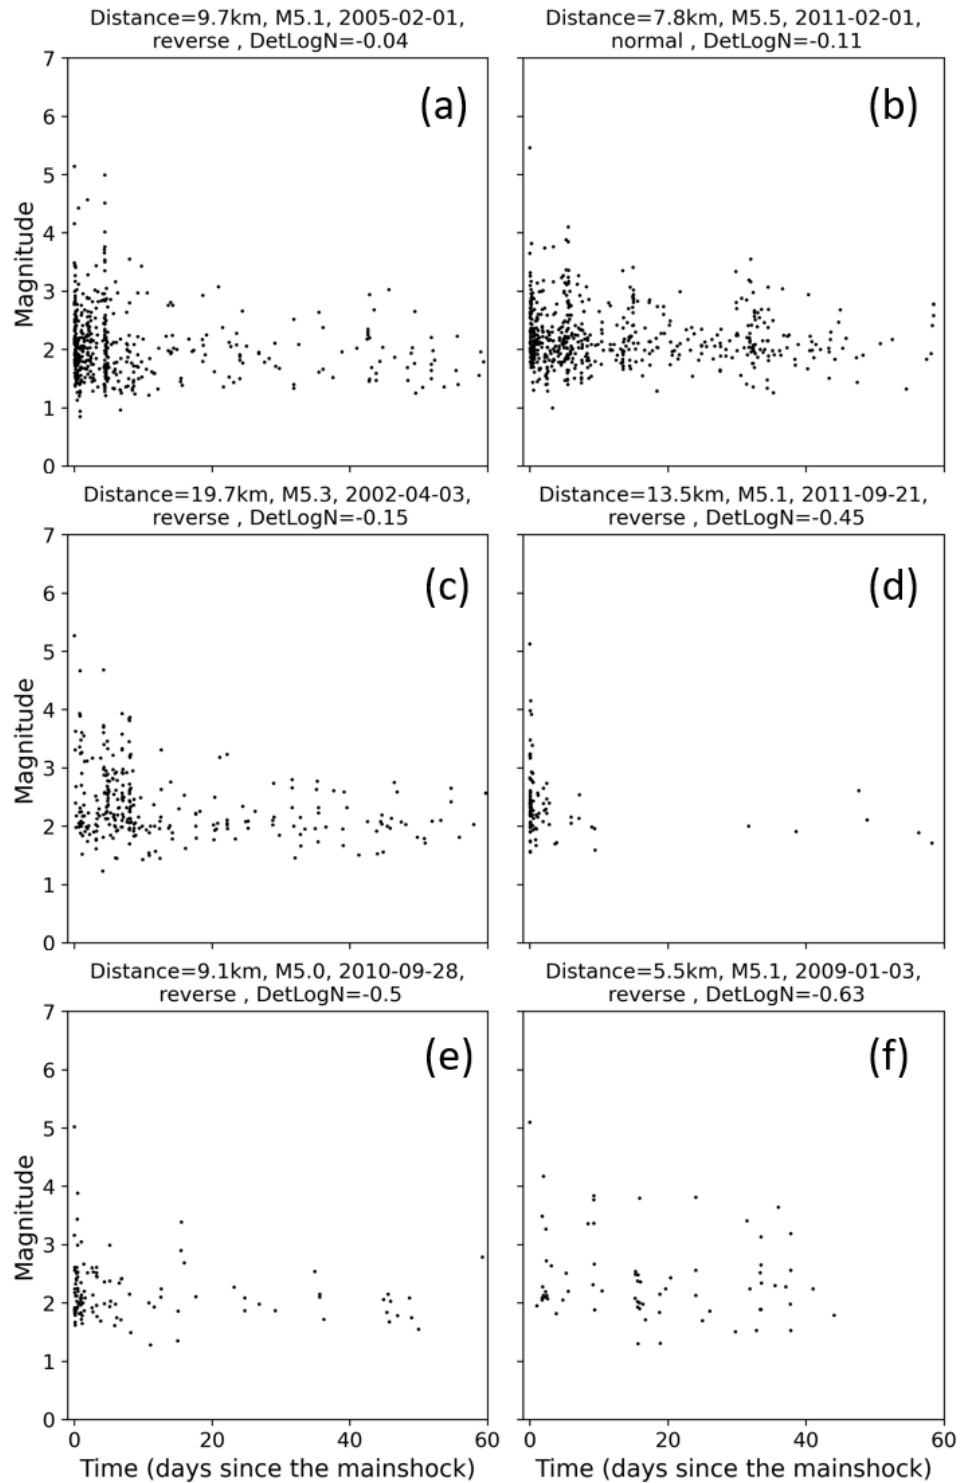 Distance=9.7km, M5.1, 2005-02-01,
reverse , DetLogN=-0.04
Distance=7.8km, M5.5, 2011-02-01,
normal , DetLogN=-0.11
(a)
(b)
7
6
5
4
3
2
1
0
Magnitude
Distance=19.7km, M5.3, 2002-04-03,
reverse , DetLogN=-0.15
Distance=13.5km, M5.1, 2011-09-21,
reverse , DetLogN=-0.45
(c)
(d)
7
6
5
4
3
2
1
0
Magnitude
Distance=9.1km, M5.0, 2010-09-28,
reverse , DetLogN=-0.5
Distance=5.5km, M5.1, 2009-01-03,
reverse , DetLogN=-0.63
(e)
(f)
7
6
5
4
3
2
1
0
Magnitude
0 20 40 60
0 20 40 60
Time (days since the mainshock)
Time (days since the mainshock)